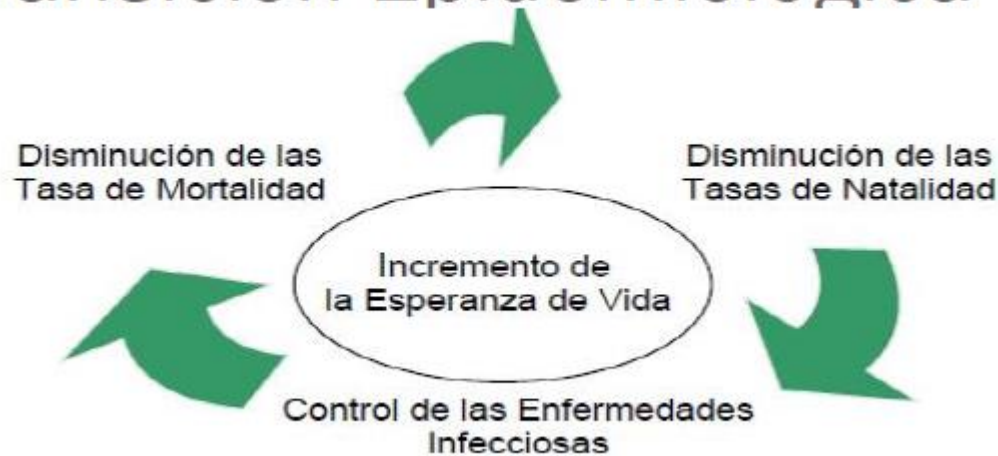 Epidemiológica
Disminución de las
Tasa de Mortalidad
Disminución de las
Tasas de Natalidad
Incremento de
la Esperanza de Vida
Control de las Enfermedades
Infecciosas